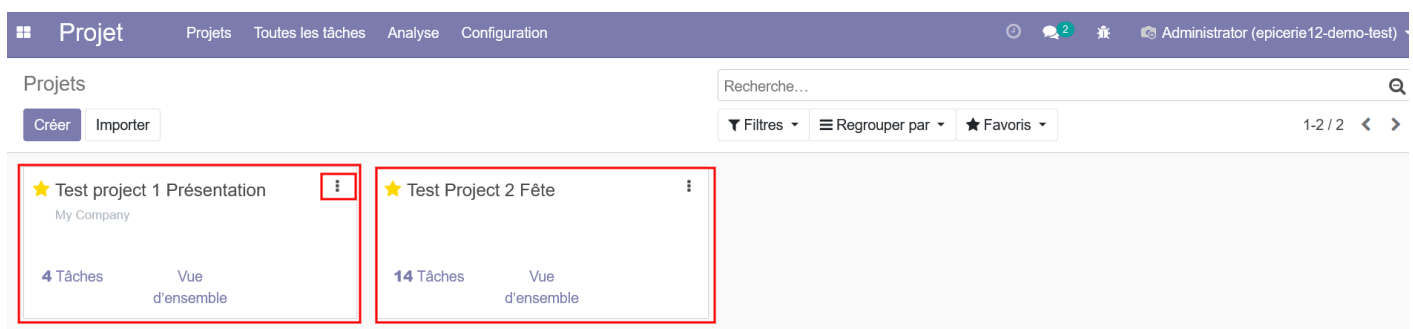 Projet Projets Toutes les tâches Analyse Configuration 2 Administrator (epicerie12-demo-test)
Projets Recherche...
Créer Importer Filtres Regrouper par Favoris 1-2 / 2
Test project 1 Présentation Test Project 2 Fête
My Company
4 Tâches Vue 14 Tâches Vue
d'ensemble d'ensemble